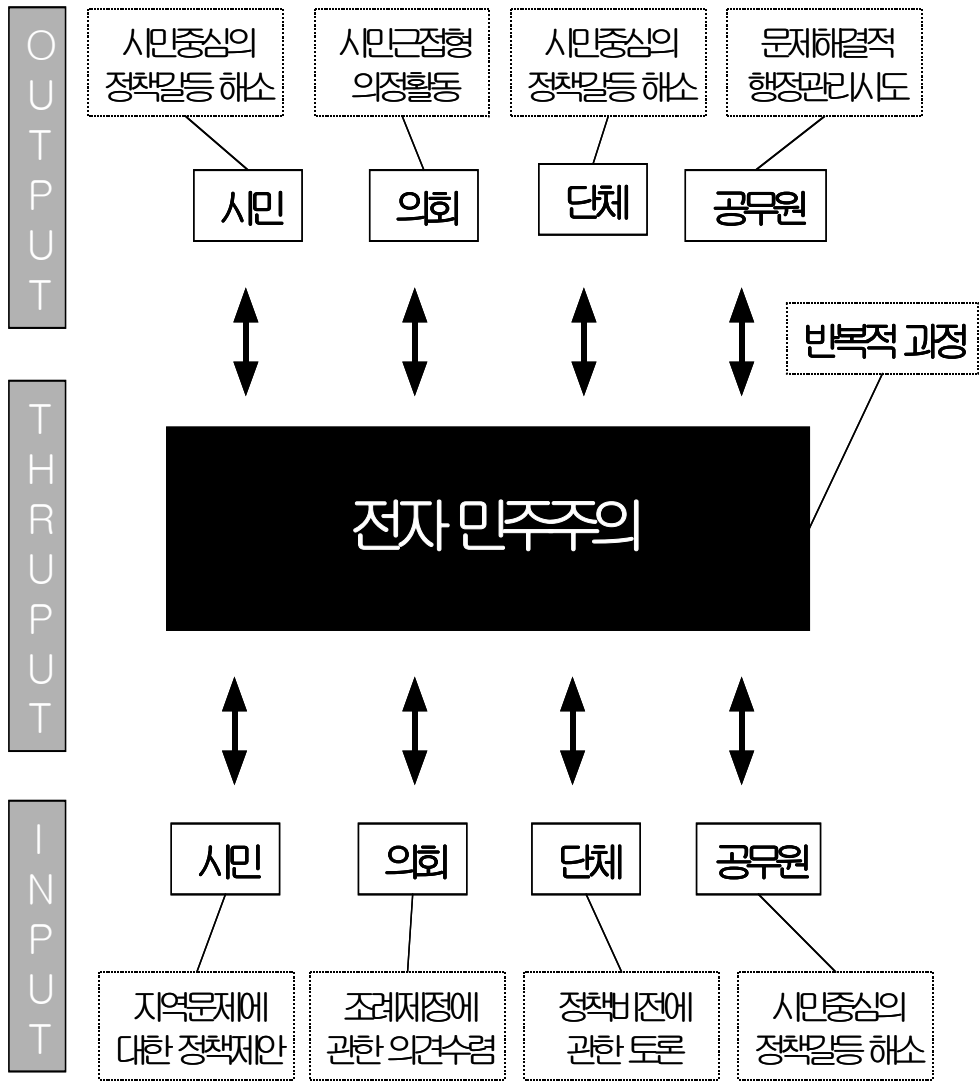 OUTPUT
시민중심의
정책갈등 해소
시민근접형
의정활동
시민중심의
정책갈등 해소
문제해결적
행정관리시도
시민
의회
단체
공무원
반복적 과정
THRUPUT
전자 민주주의
INPUT
시민
의회
단체
공무원
지역문제에
대한 정책제안
조례제정에
관한 의견수렴
정책비전에
관한 토론
시민중심의
정책갈등 해소